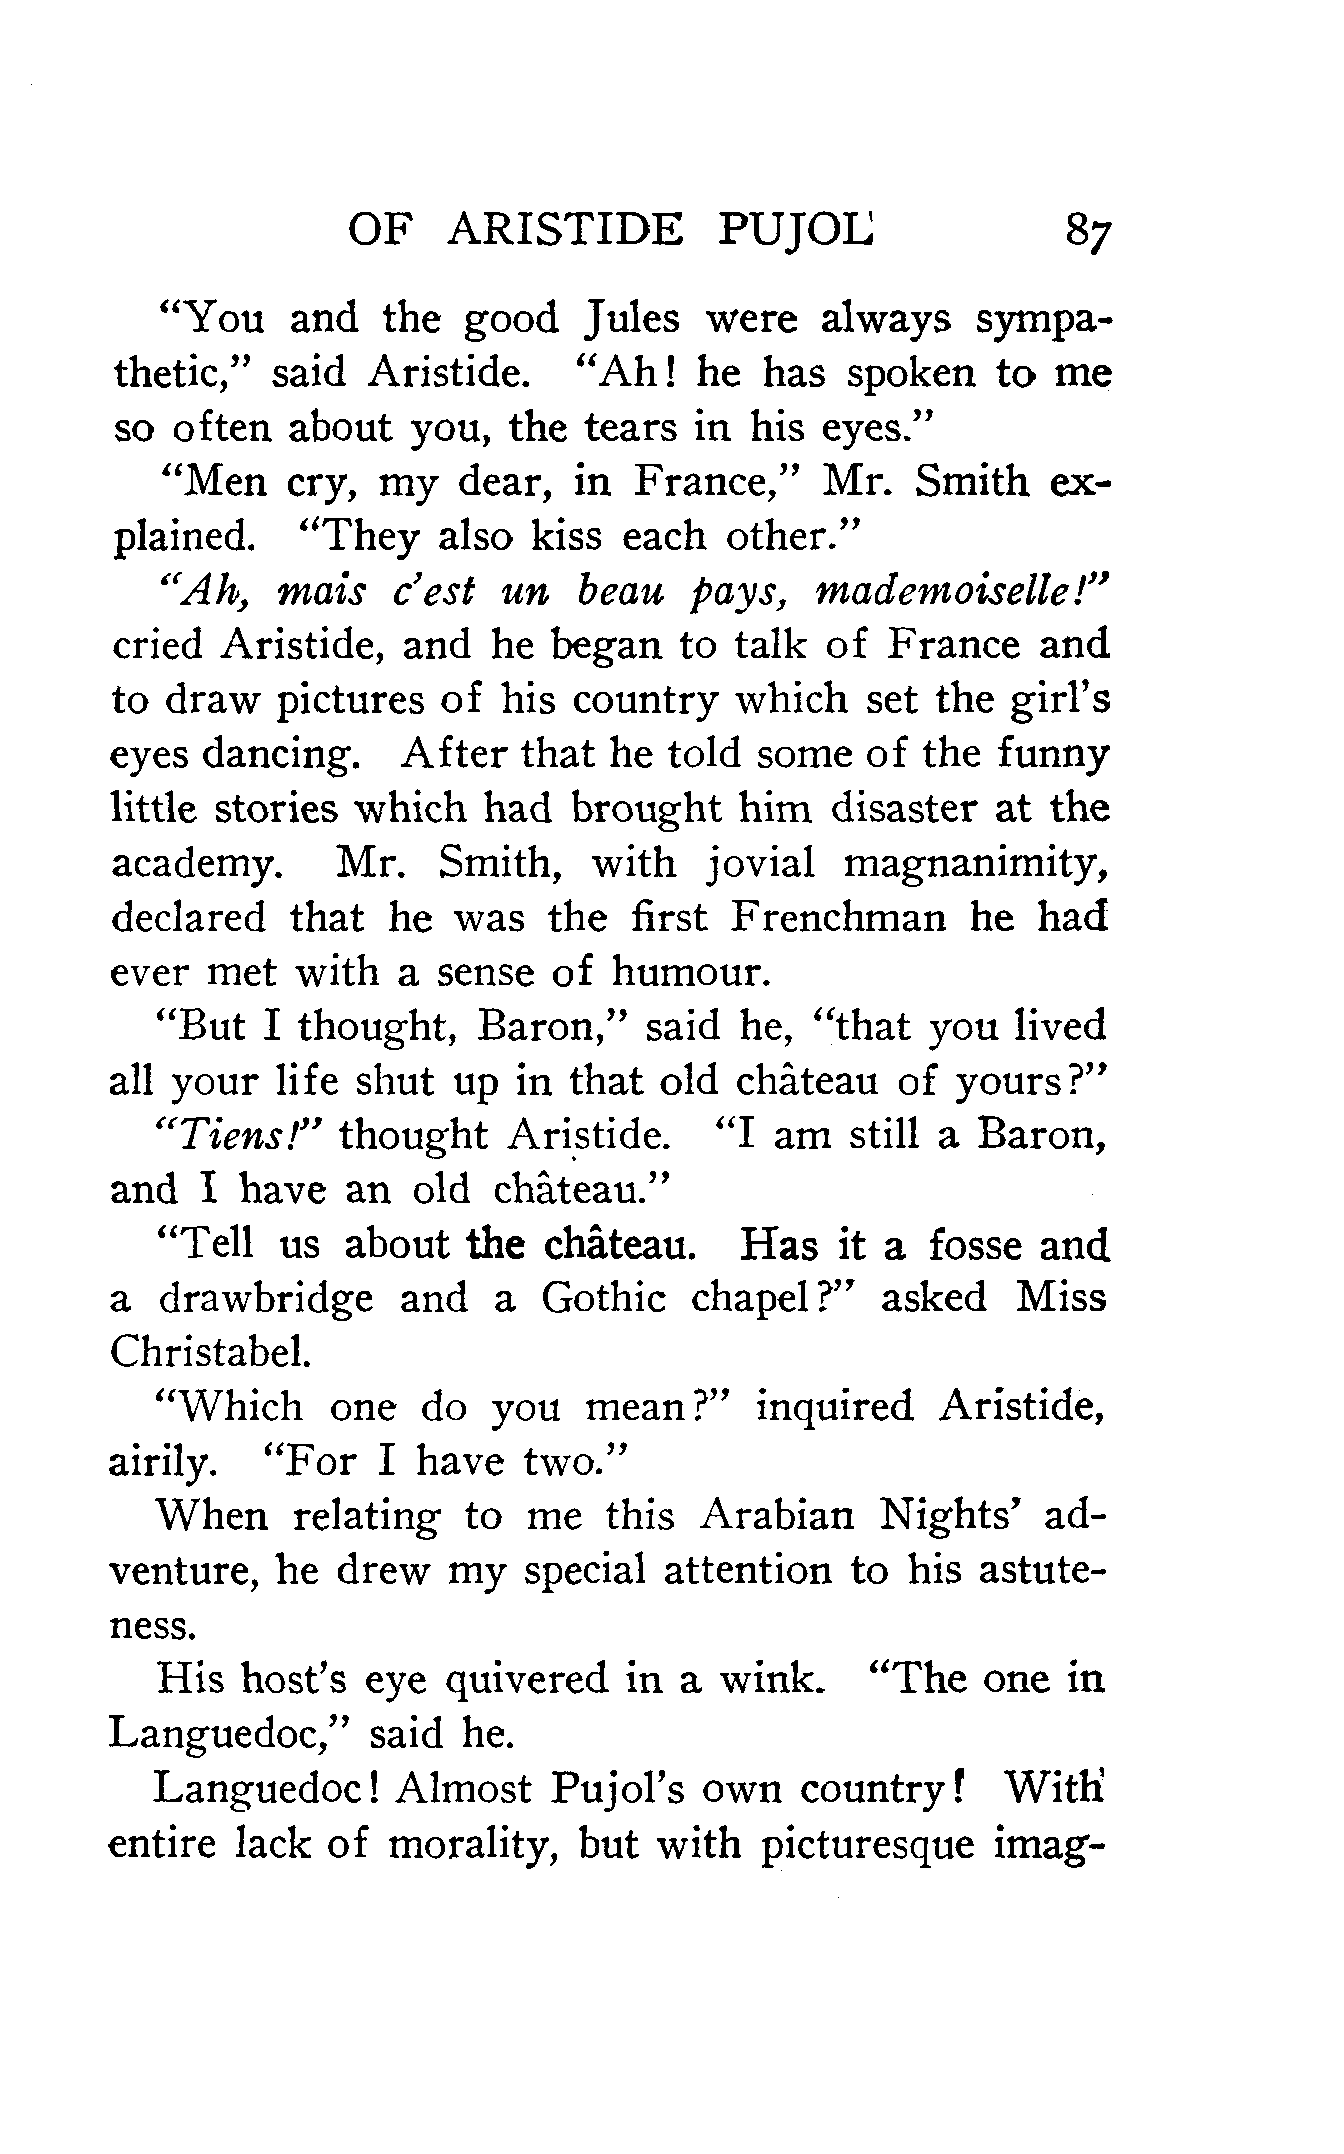 OF ARISTIDE PUJOL 87
“You and the good Jules were always sympa-
thetic,” said Aristide. “Ah! he has spoken to me
so often about you, the tears in his eyes.”
“Men cry, my dear, in France,” Mr. Smith ex-
plained. “They also kiss each other.”
“Ah, mais c’est un beau pays, mademoiselle!”
cried Aristide, and he began to talk of France and
to draw pictures of his country which set the girl’s
eyes dancing. After that he told some of the funny
little stories which had brought him disaster at the
academy. Mr. Smith, with jovial magnanimity,
declared that he was the first Frenchman he had
ever met with a sense of humour.
“But I thought, Baron,” said he, “that you lived
all your life shut up in that old château of yours?”
“Tiens!” thought Aristide. “I am still a Baron,
and I have an old château.”
“Tell us about the château. Has it a fosse and
a drawbridge and a Gothic chapel?” asked Miss
Christabel.
“Which one do you mean?” inquired Aristide,
airily. “For I have two.”
When relating to me this Arabian Nights’ ad-
venture, he drew my special attention to his astute-
ness.
His host’s eye quivered in a wink. “The one in
Languedoc,” said he.
Languedoc! Almost Pujol’s own country! With
entire lack of morality, but with picturesque imag-